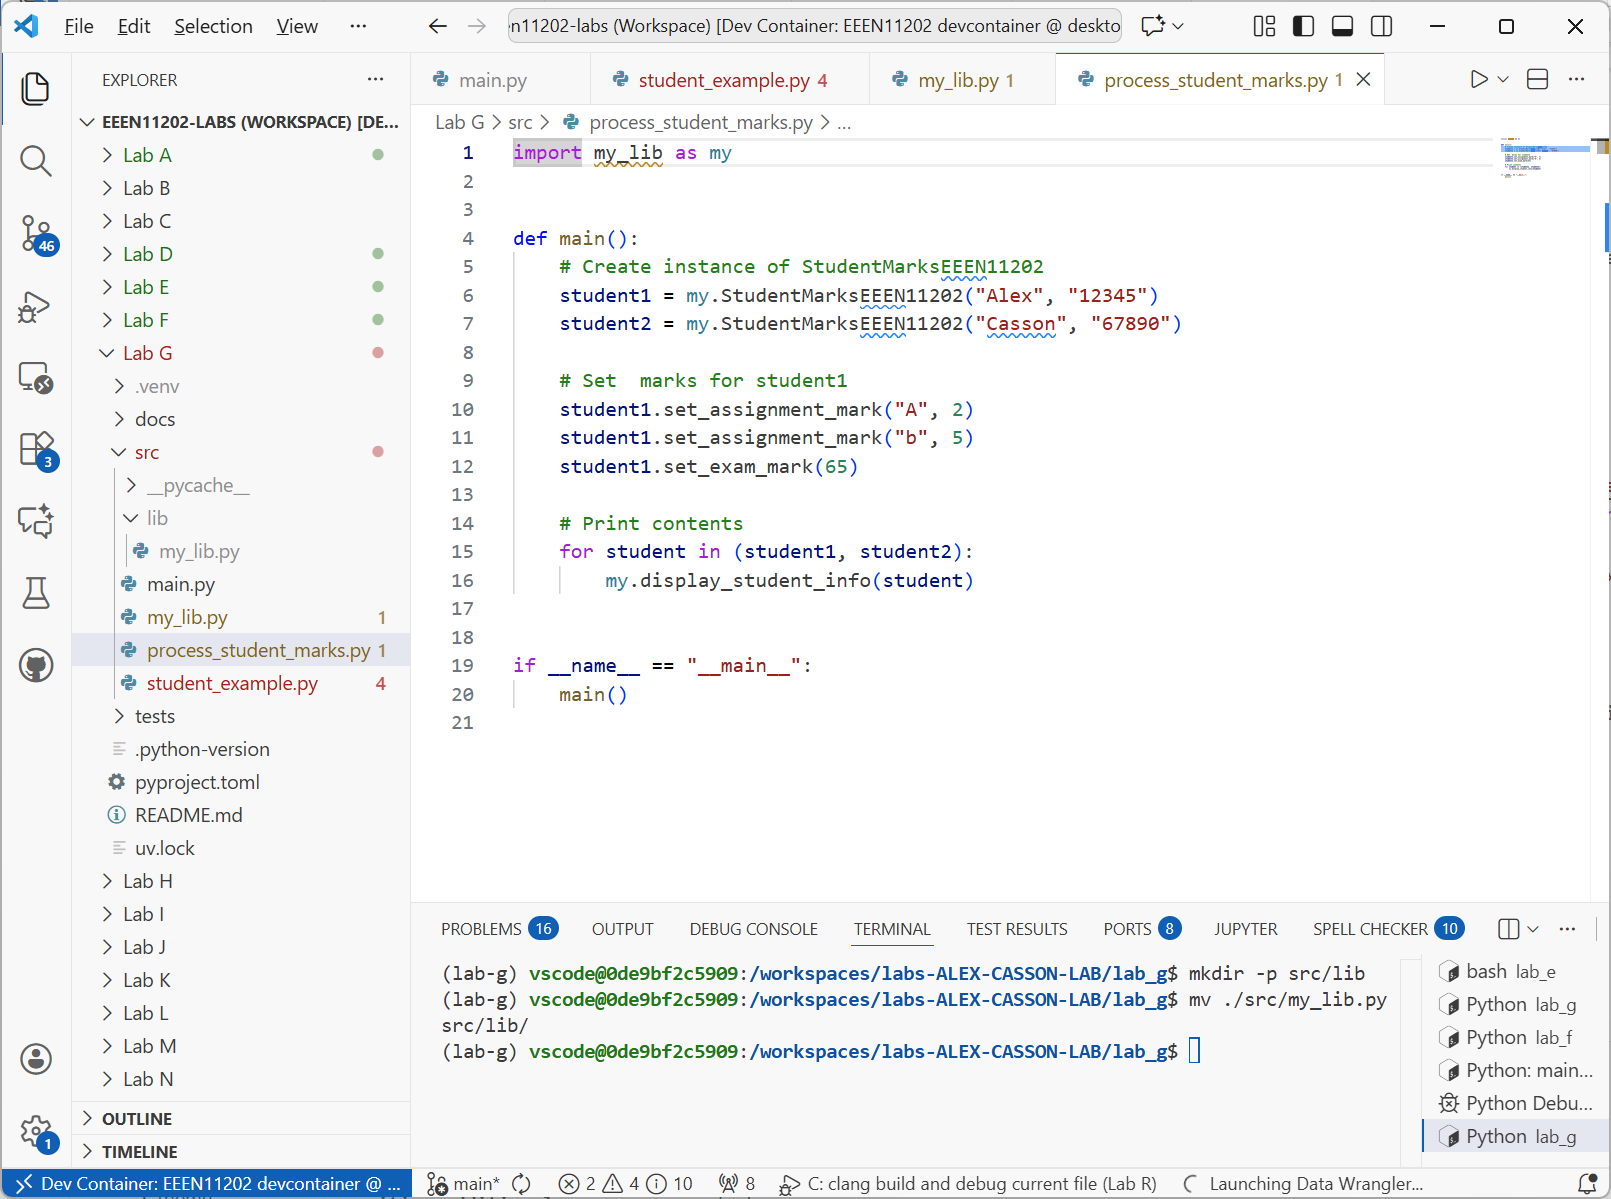 File Edit Selection View ··· n11202-labs (Workspace) [Dev Container: EEEN11202 devcontainer @ deskto
EXPLORER ···
EEEN11202-LABS (WORKSPACE) [DE...
Lab A
Lab B
Lab C
Lab D
Lab E
Lab F
Lab G
.venv
docs
src
__pycache__
lib
my_lib.py
main.py
my_lib.py 1
process_student_marks.py 1
student_example.py 4
tests
.python-version
pyproject.toml
README.md
uv.lock
Lab H
Lab I
Lab J
Lab K
Lab L
Lab M
Lab N
OUTLINE
TIMELINE
46
3
1
main.py student_example.py 4 my_lib.py 1 process_student_marks.py 1
Lab G > src > process_student_marks.py > ...
1 import my_lib as my
2
3
4 def main():
5 # Create instance of StudentMarksEEEN11202
6 student1 = my.StudentMarksEEEN11202("Alex", "12345")
7 student2 = my.StudentMarksEEEN11202("Casson", "67890")
8
9 # Set  marks for student1
10 student1.set_assignment_mark("A", 2)
11 student1.set_assignment_mark("b", 5)
12 student1.set_exam_mark(65)
13
14 # Print contents
15 for student in (student1, student2):
16 my.display_student_info(student)
17
18
19 if __name__ == "__main__":
20 main()
21
PROBLEMS 16 OUTPUT DEBUG CONSOLE TERMINAL TEST RESULTS PORTS 8 JUPYTER SPELL CHECKER 10
(lab-g) vscode@0de9bf2c5909:/workspaces/labs-ALEX-CASSON-LAB/lab_g$ mkdir -p src/lib
(lab-g) vscode@0de9bf2c5909:/workspaces/labs-ALEX-CASSON-LAB/lab_g$ mv ./src/my_lib.py
src/lib/
(lab-g) vscode@0de9bf2c5909:/workspaces/labs-ALEX-CASSON-LAB/lab_g$
bash lab_e
Python lab_g
Python lab_f
Python: main...
Python Debu...
Python lab_g
Dev Container: EEEN11202 devcontainer @ ... main* 2 4 10 8 C: clang build and debug current file (Lab R) Launching Data Wrangler...